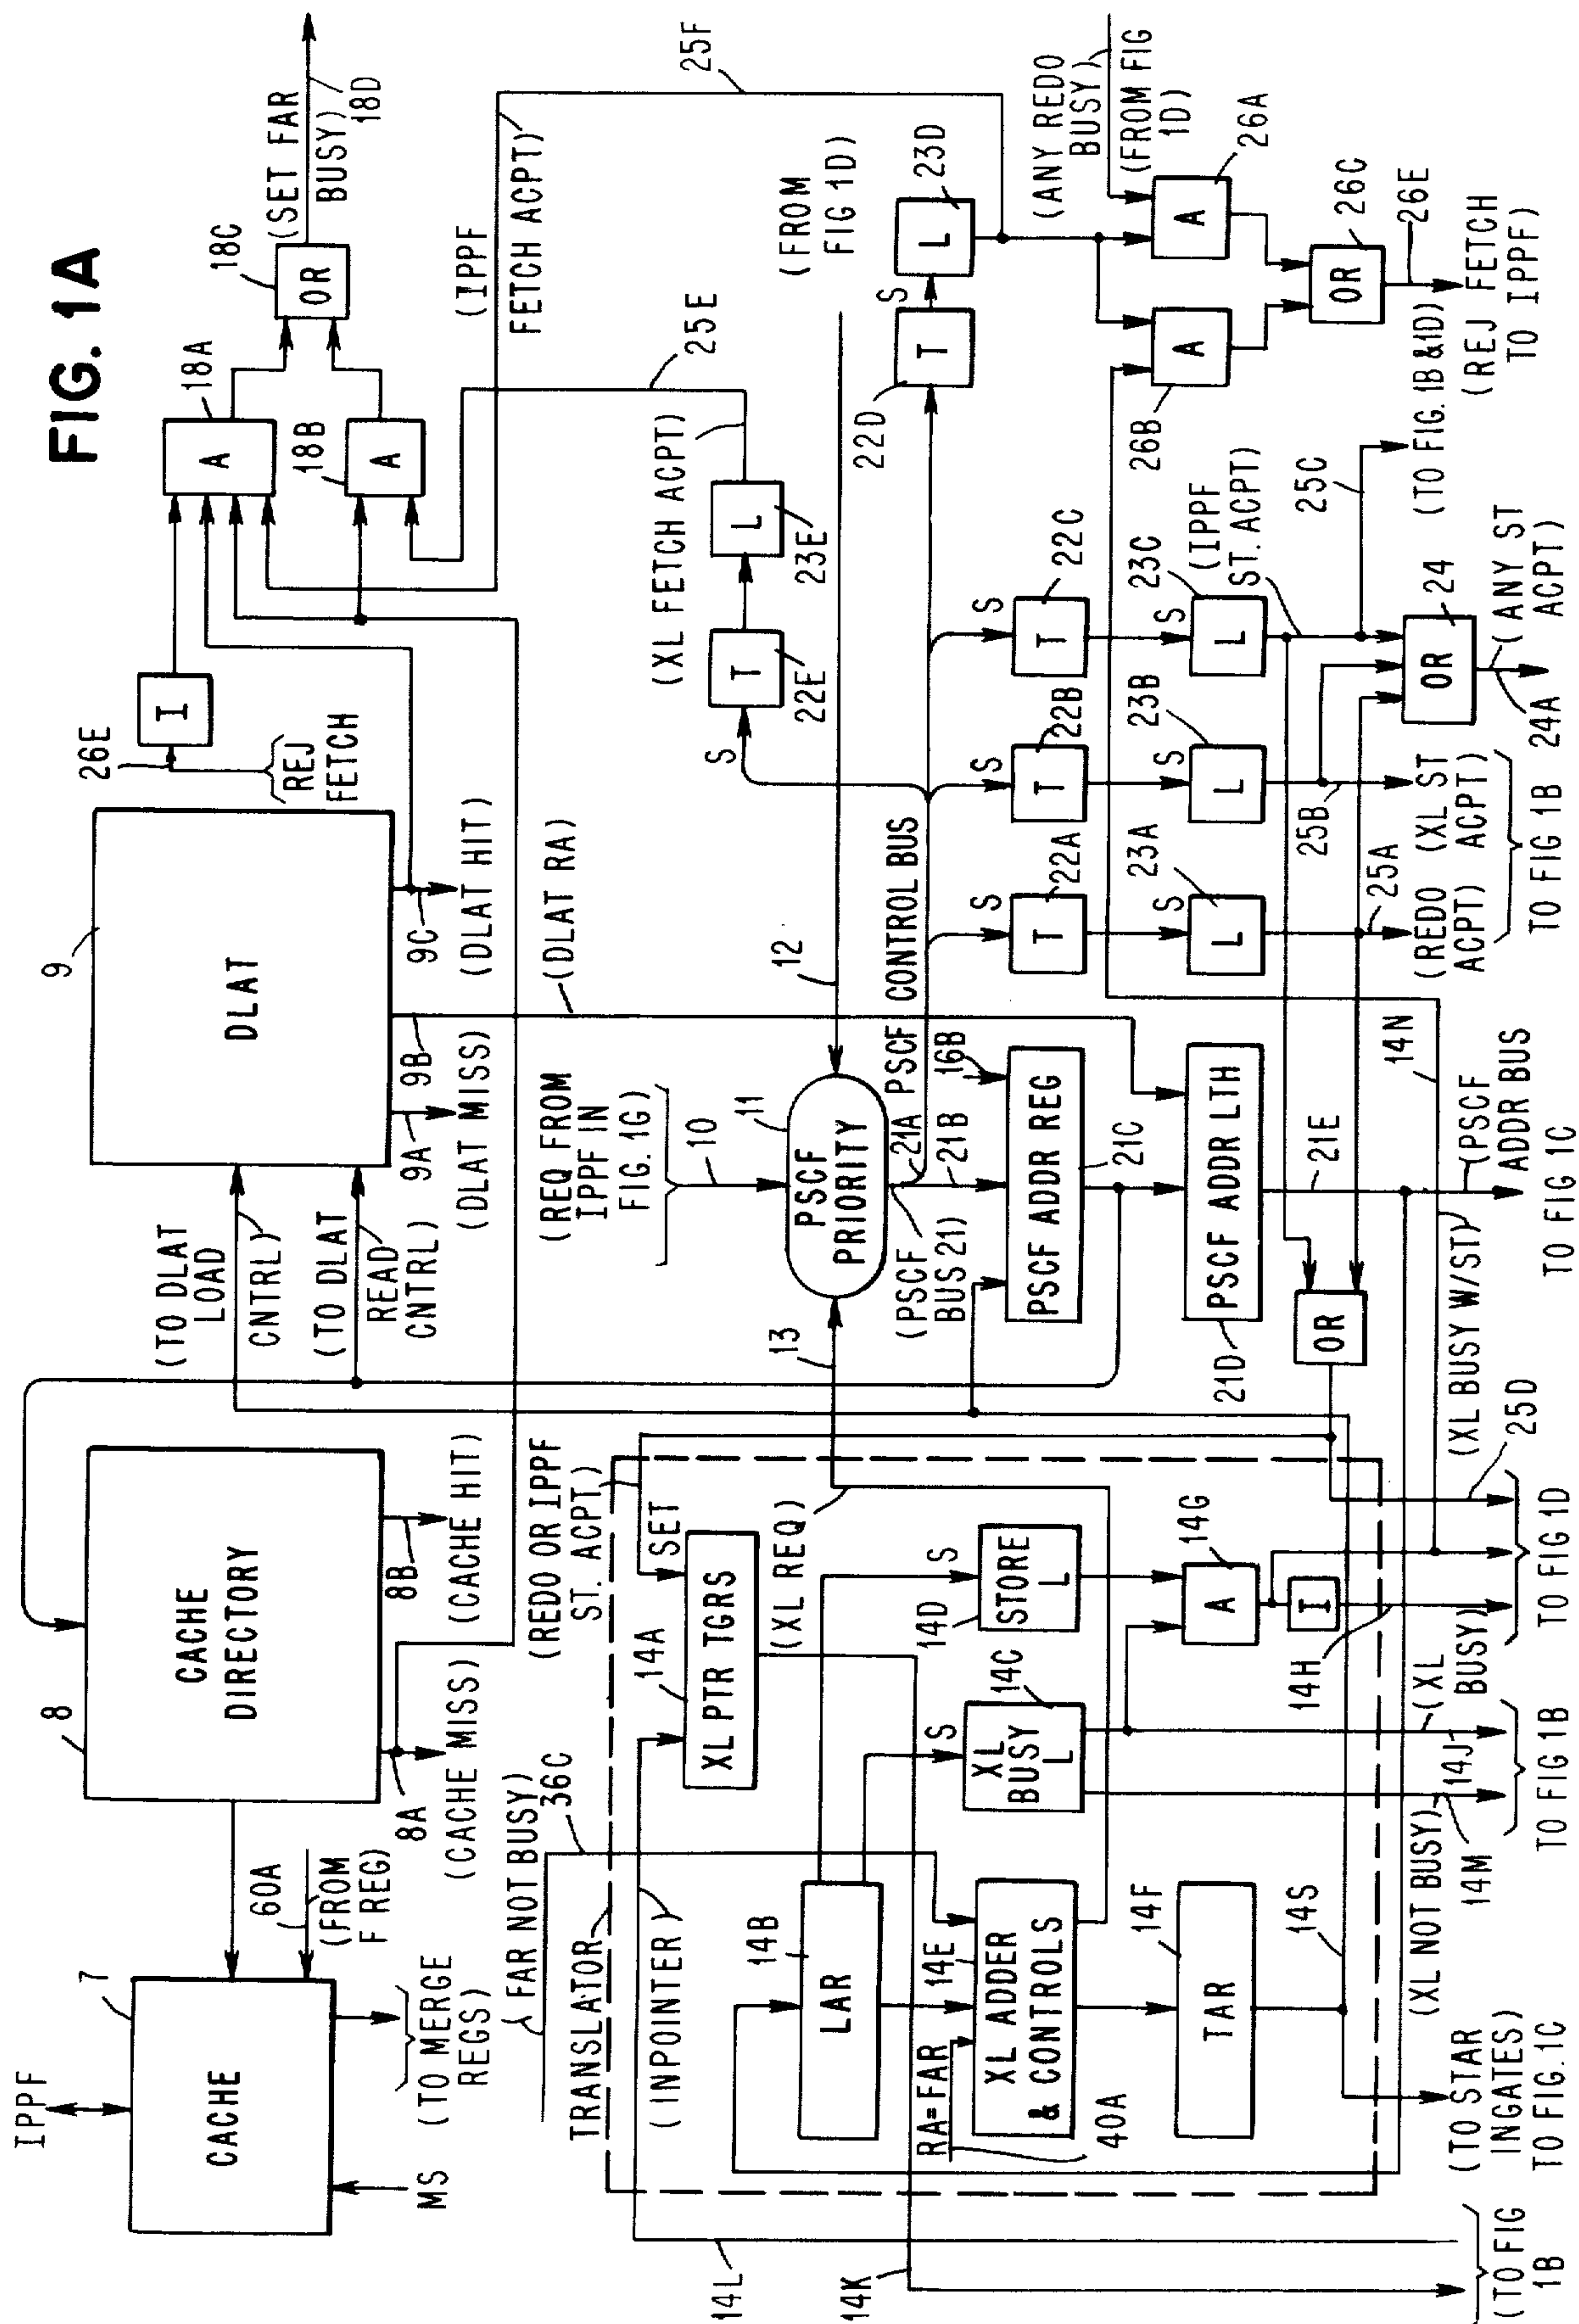 FIG. 1A
IPPF
7
CACHE
MS
60A
(FROM
F REG)
(TO MERGE
REGS)
8
CACHE
DIRECTORY
8A
(CACHE MISS)
8B
(CACHE HIT)
(TO DLAT
LOAD
CNTRL)
(TO DLAT
READ
CNTRL)
9
DLAT
9A
(DLAT MISS)
9B
(DLAT RA)
9C
(DLAT HIT)
26E
REJ
FETCH
I
18A
A
18B
A
18C
OR
(SET FAR
BUSY)
18D
(IPPF
FETCH ACPT)
25F
25E
(XL FETCH ACPT)
S
T
22E
L
23E
(FROM
FIG 1D)
12
(REQ FROM
IPPF IN
FIG. 1G)
10
11
PSCF
PRIORITY
13
(PSCF
BUS 21)
21A
21B
PSCF CONTROL BUS
16B
PSCF ADDR REG
21C
PSCF ADDR LTH
21D
21E
(PSCF
ADDR BUS
TO FIG 1C
S
T
22A
S
L
23A
S
T
22B
S
L
23B
S
T
22C
S
L
23C
T
22D
S
L
23D
(IPPF
ST. ACPT)
25C
(TO FIG. 1B & 1D)
24
OR
24A
(ANY ST
ACPT)
25B
(XL ST
ACPT)
25A
(REDO
ACPT)
TO FIG 1B
(ANY REDO
BUSY)
(FROM FIG
1D)
26A
A
26B
A
26C
OR
26E
(REJ FETCH
TO IPPF)
(FAR NOT BUSY)
36C
TRANSLATOR
(INPOINTER)
14A
SET
XL PTR TGRS
(REDO OR IPPF
ST. ACPT)
(XL REQ)
14B
LAR
14E
XL ADDER
& CONTROLS
RA=FAR
40A
14F
TAR
S
XL
BUSY
L
14C
14D
S
STORE
L
14G
A
I
14H
OR
14N
(XL BUSY W/ST)
25D
TO FIG 1D
(XL
BUSY)
14J
(XL NOT BUSY)
14M
TO FIG 1B
14S
(TO STAR
INGATES)
TO FIG. 1C
14L
14K
(TO FIG
1B